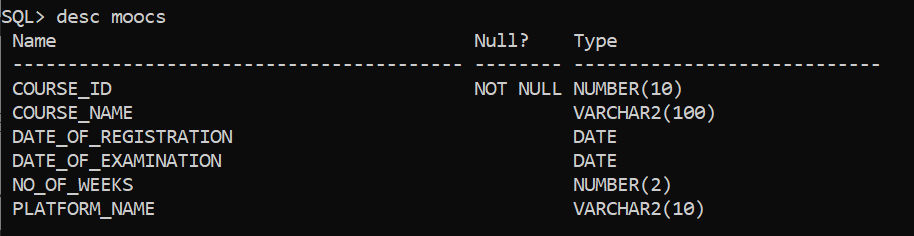 SQL> desc moocs
Name Null? Type
----------------------------------------- -------- ----------------------------
COURSE_ID NOT NULL NUMBER(10)
COURSE_NAME VARCHAR2(100)
DATE_OF_REGISTRATION DATE
DATE_OF_EXAMINATION DATE
NO_OF_WEEKS NUMBER(2)
PLATFORM_NAME VARCHAR2(10)